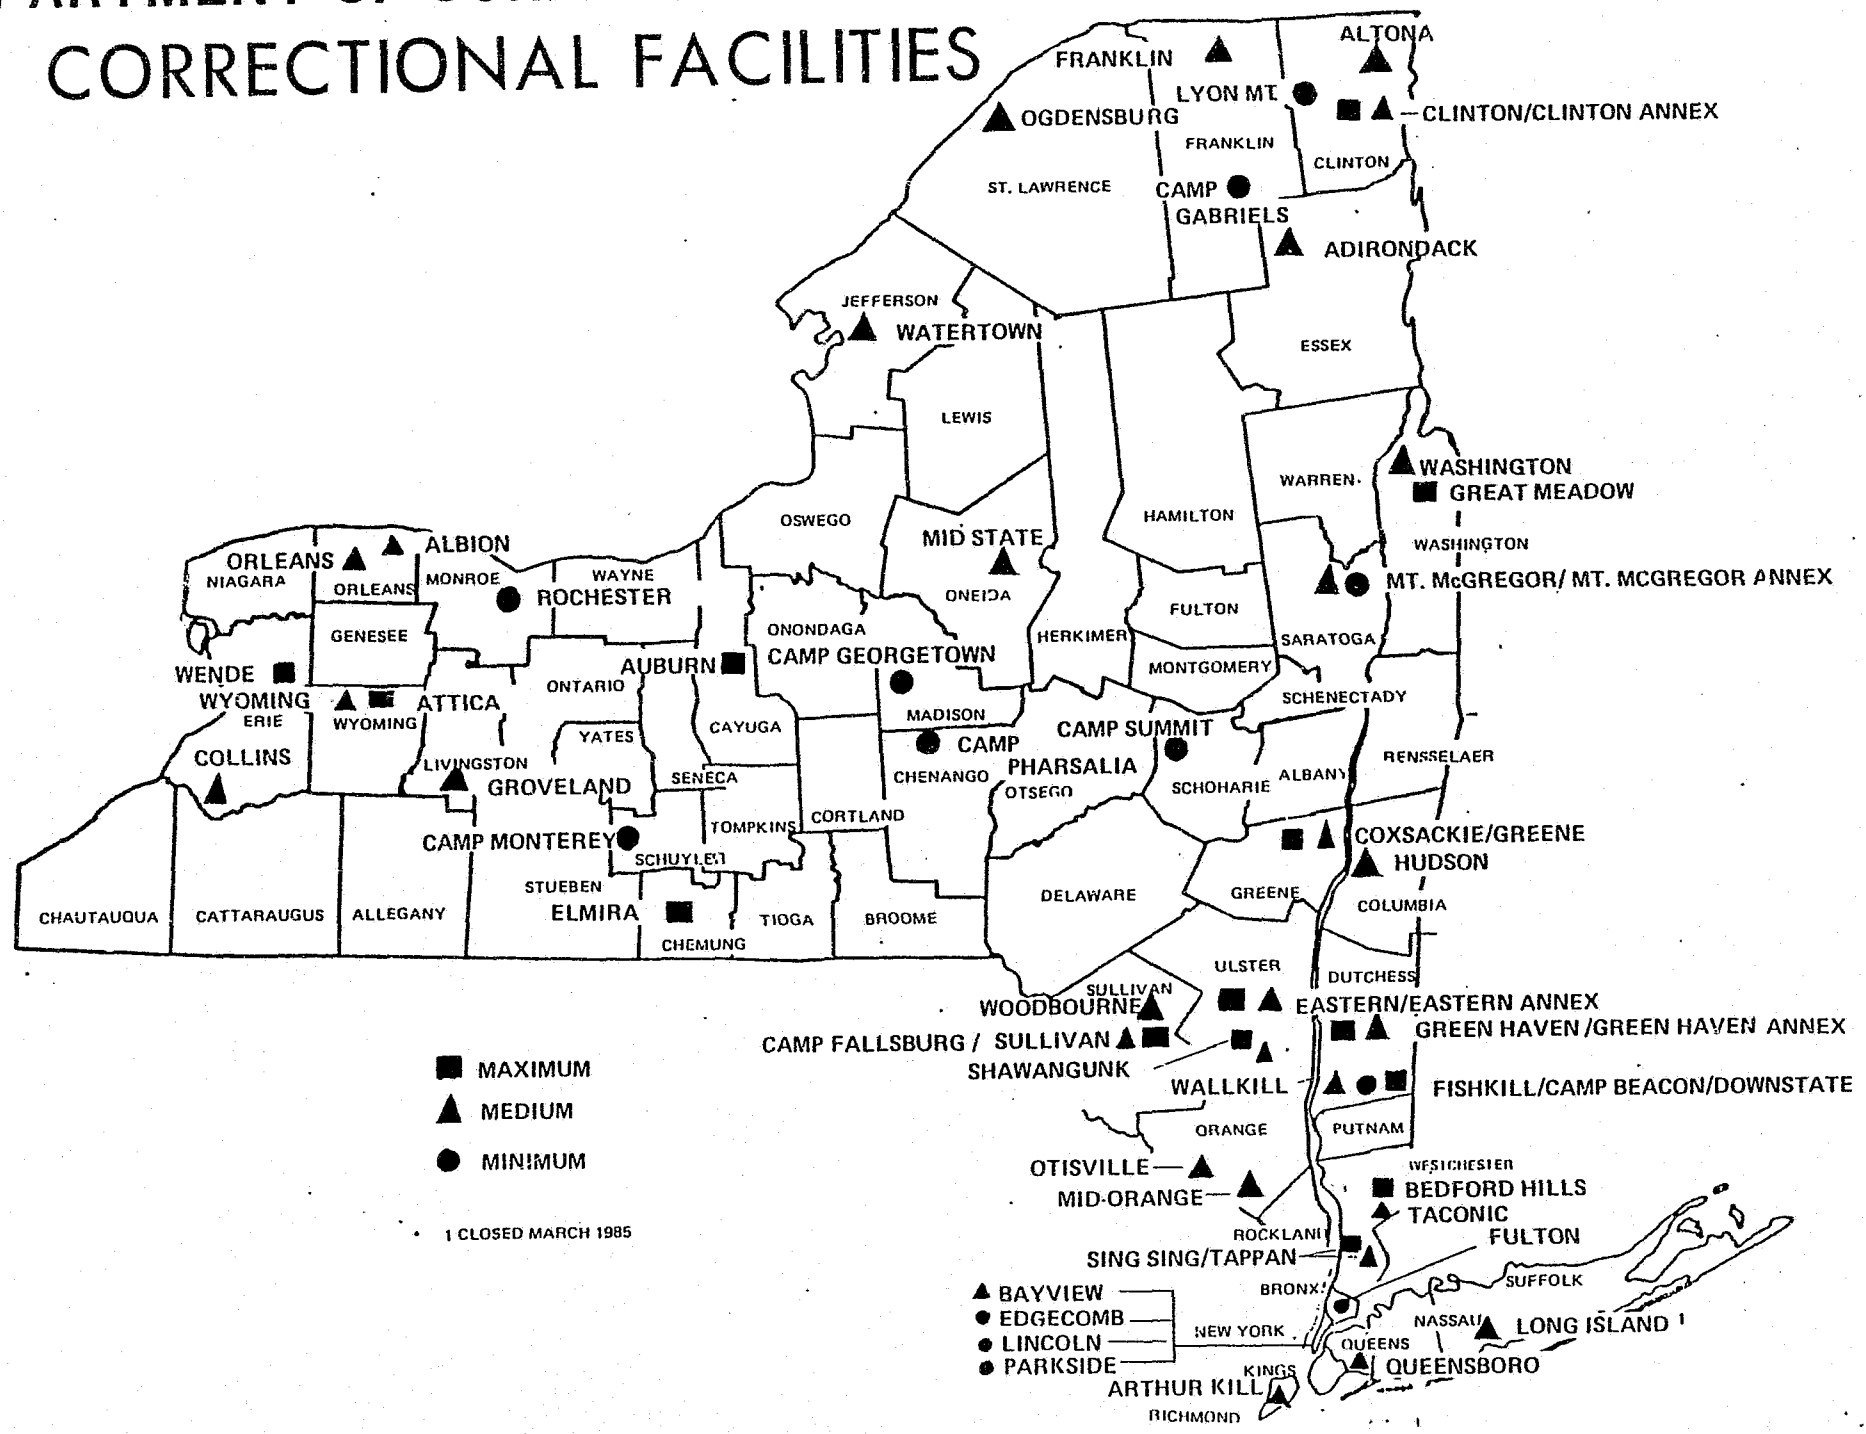 CORRECTIONAL FACILITIES
ALTONA
FRANKLIN
LYON MT.
CLINTON/CLINTON ANNEX
OGDENSBURG
FRANKLIN
CLINTON
ST. LAWRENCE
CAMP
GABRIELS
ADIRONDACK
JEFFERSON
WATERTOWN
ESSEX
LEWIS
WASHINGTON
WARREN
GREAT MEADOW
OSWEGO
HAMILTON
MID STATE
WASHINGTON
ORLEANS
ALBION
NIAGARA
ORLEANS
MONROE
WAYNE
ROCHESTER
ONEIDA
MT. McGREGOR/ MT. MCGREGOR ANNEX
FULTON
GENESEE
ONONDAGA
HERKIMER
SARATOGA
CAMP GEORGETOWN
AUBURN
MONTGOMERY
WENDE
ONTARIO
SCHENECTADY
WYOMING
ATTICA
ERIE
WYOMING
CAYUGA
MADISON
CAMP SUMMIT
YATES
CAMP
PHARSALIA
RENSSELAER
COLLINS
LIVINGSTON
GROVELAND
SENECA
CHENANGO
OTSEGO
SCHOHARIE
ALBANY
TOMPKINS
CORTLAND
CAMP MONTEREY
SCHUYLER
COXSACKIE/GREENE
HUDSON
STUEBEN
ELMIRA
DELAWARE
GREENE
COLUMBIA
CHAUTAUQUA
CATTARAUGUS
ALLEGANY
CHEMUNG
TIOGA
BROOME
ULSTER
DUTCHESS
SULLIVAN
WOODBOURNE
EASTERN/EASTERN ANNEX
GREEN HAVEN/GREEN HAVEN ANNEX
CAMP FALLSBURG / SULLIVAN
SHAWANGUNK
WALLKILL
FISHKILL/CAMP BEACON/DOWNSTATE
MAXIMUM
MEDIUM
MINIMUM
ORANGE
PUTNAM
OTISVILLE
MID-ORANGE
WESTCHESTER
BEDFORD HILLS
TACONIC
1 CLOSED MARCH 1985
ROCKLAND
FULTON
SING SING/TAPPAN
SUFFOLK
BRONX
BAYVIEW
EDGECOMB
LINCOLN
PARKSIDE
NEW YORK
NASSAU
LONG ISLAND 1
QUEENS
QUEENSBORO
KINGS
ARTHUR KILL
RICHMOND